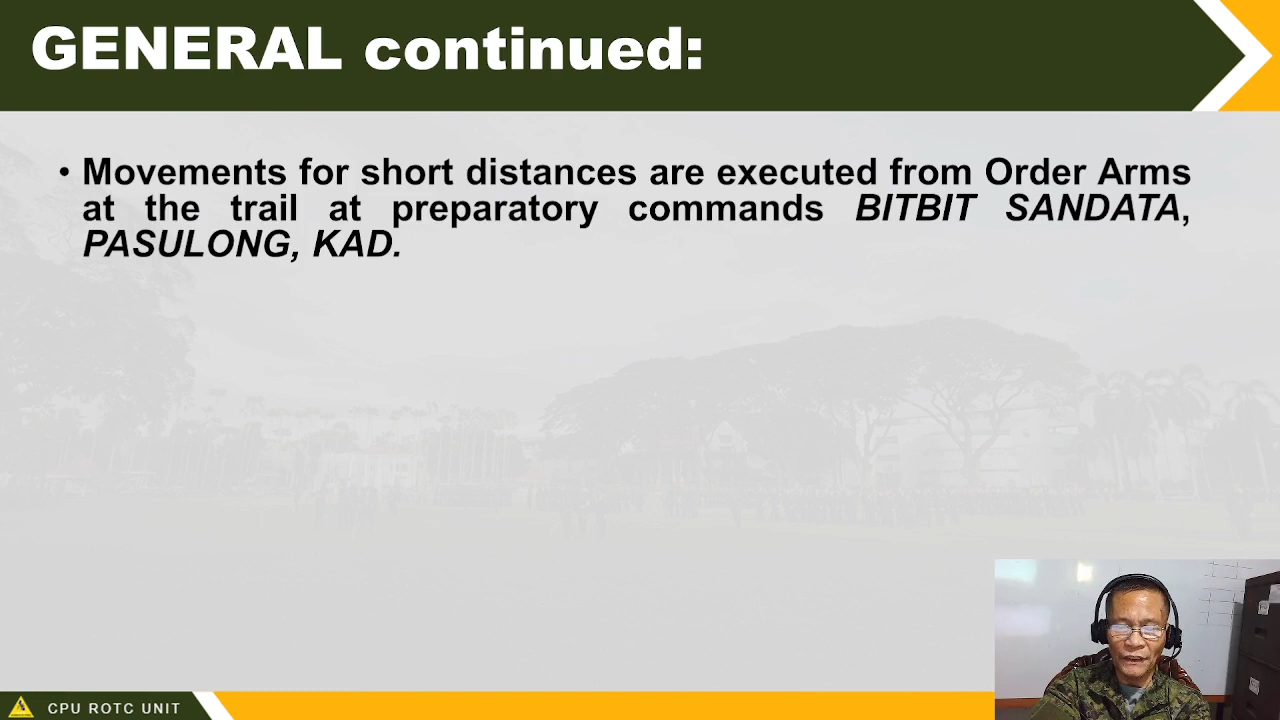 GENERAL continued:
• Movements for short distances are executed from Order Arms
at the trail at preparatory commands BITBIT SANDATA,
PASULONG, KAD.
CPU ROTC UNIT